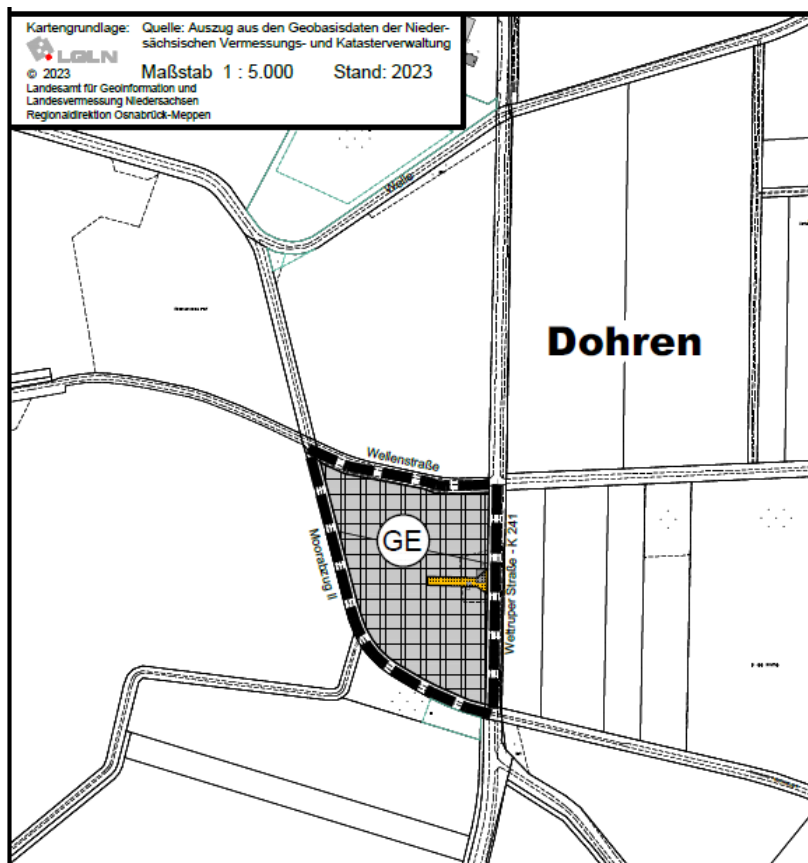 Kartengrundlage: Quelle: Auszug aus den Geobasisdaten der Nieder-
sächsischen Vermessungs- und Katasterverwaltung
LGLN
© 2023 Maßstab 1 : 5.000 Stand: 2023
Landesamt für Geoinformation und
Landesvermessung Niedersachsen
Regionaldirektion Osnabrück-Meppen
Welle
Dohren
Wellenstraße
GE
Moorabzug II
Wettruper Straße - K 241